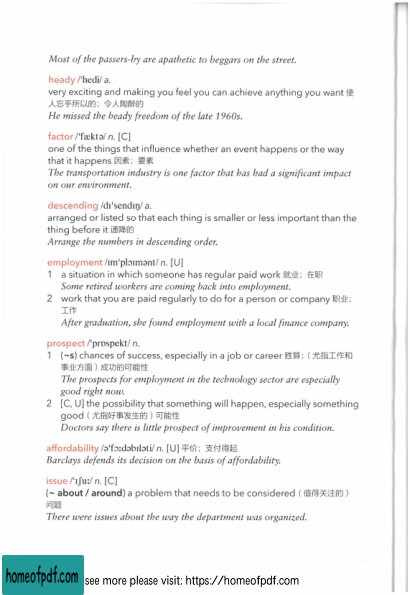 Most of the passers-by are apathetic to beggars on the street.
heady /'hedi/ a.
very exciting and making you feel you can achieve anything you want 使
人忘乎所以的；令人陶醉的
He missed the heady freedom of the late 1960s.
factor /'fæktə/ n. [C]
one of the things that influence whether an event happens or the way
that it happens 因素；要素
The transportation industry is one factor that has had a significant impact
on our environment.
descending /dɪ'sendɪŋ/ a.
arranged or listed so that each thing is smaller or less important than the
thing before it 递降的
Arrange the numbers in descending order.
employment /ɪm'plɔɪmənt/ n. [U]
1 a situation in which someone has regular paid work 就业；在职
Some retired workers are coming back into employment.
2 work that you are paid regularly to do for a person or company 职业；
工作
After graduation, she found employment with a local finance company.
prospect /'prɒspekt/ n.
1 (~s) chances of success, especially in a job or career 胜算；（尤指工作和
事业方面）成功的可能性
The prospects for employment in the technology sector are especially
good right now.
2 [C, U] the possibility that something will happen, especially something
good（尤指好事发生的）可能性
Doctors say there is little prospect of improvement in his condition.
affordability /ə'fɔːdəbɪləti/ n. [U] 平价；支付得起
Barclays defends its decision on the basis of affordability.
issue /'ɪʃuː/ n. [C]
(~ about / around) a problem that needs to be considered（值得关注的）
问题
There were issues about the way the department was organized.
homeofpdf.com see more please visit: https://homeofpdf.com